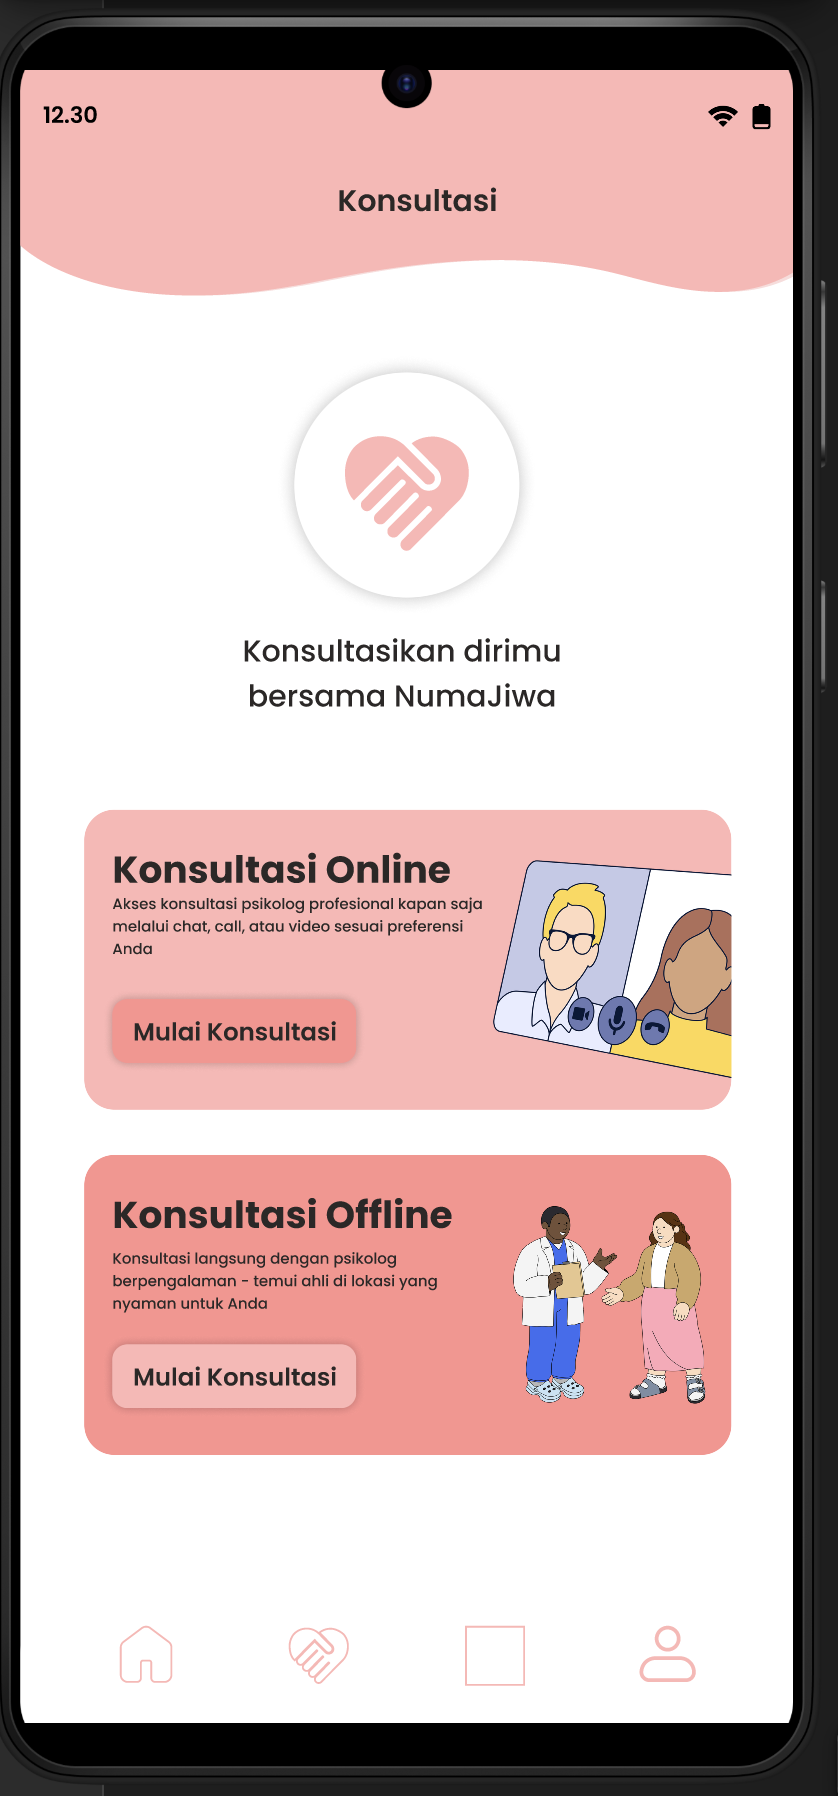 12.30
Konsultasi
Konsultasikan dirimu
bersama NumaJiwa
Konsultasi Online
Akses konsultasi psikolog profesional kapan saja
melalui chat, call, atau video sesuai preferensi
Anda
Mulai Konsultasi
Konsultasi Offline
Konsultasi langsung dengan psikolog
berpengalaman - temui ahli di lokasi yang
nyaman untuk Anda
Mulai Konsultasi